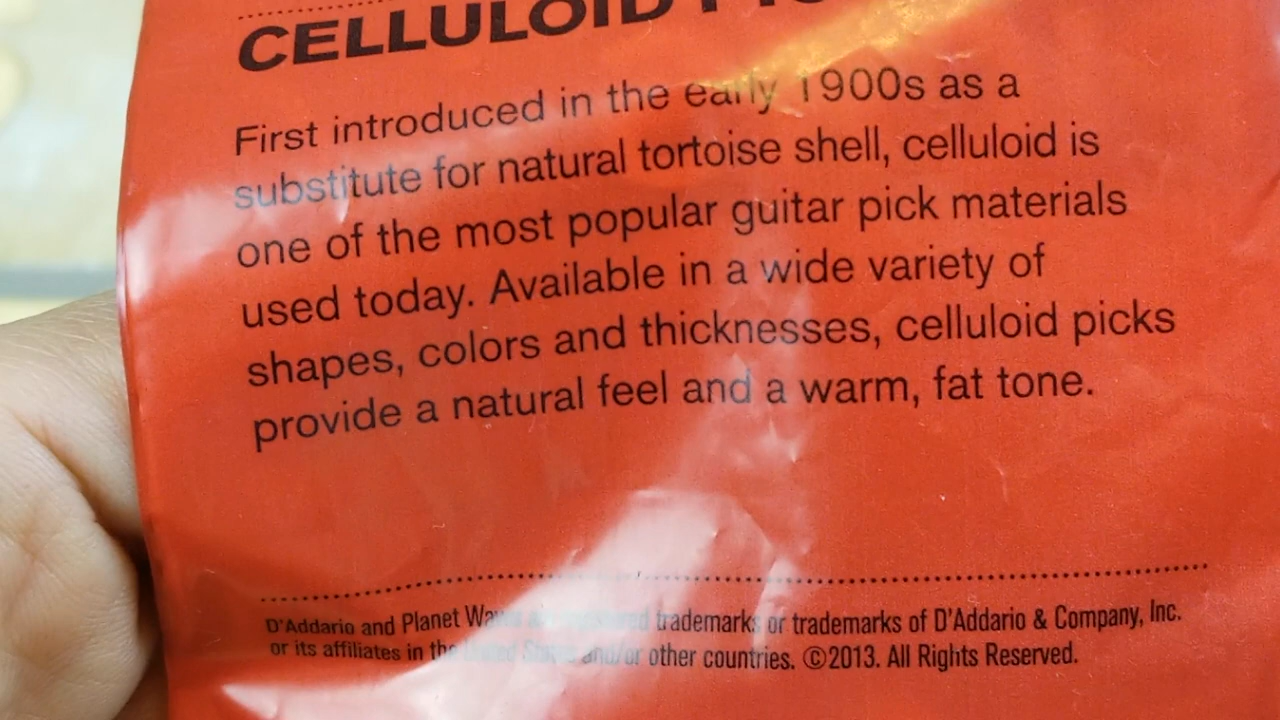 CELLULOID
First introduced in the early 1900s as a
substitute for natural tortoise shell, celluloid is
one of the most popular guitar pick materials
used today. Available in a wide variety of
shapes, colors and thicknesses, celluloid picks
provide a natural feel and a warm, fat tone.
D'Addario and Planet Waves are registered trademarks or trademarks of D'Addario & Company, Inc.
or its affiliates in the United States and/or other countries. ©2013. All Rights Reserved.